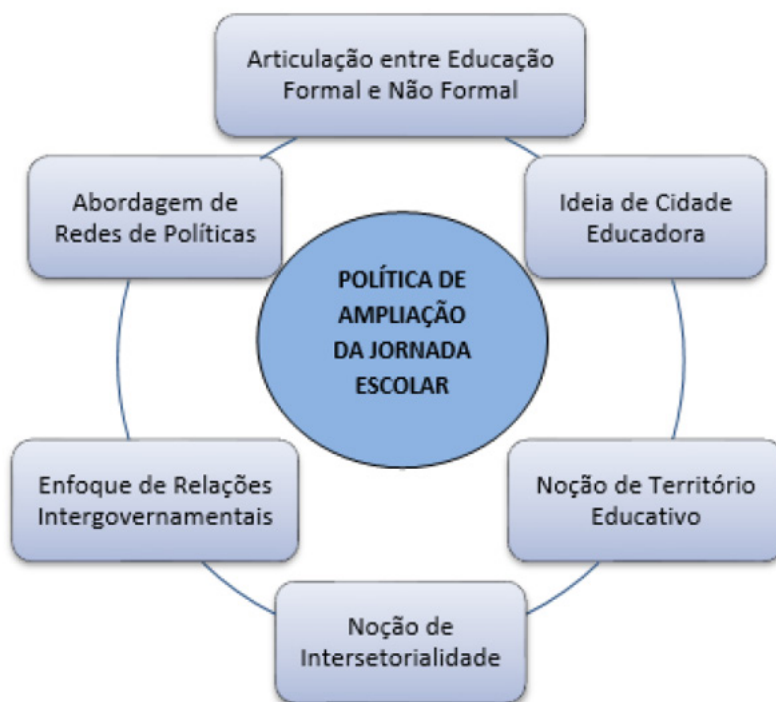 Articulação entre Educação
Formal e Não Formal
Abordagem de
Redes de Políticas
Ideia de Cidade
Educadora
POLÍTICA DE
AMPLIAÇÃO
DA JORNADA
ESCOLAR
Enfoque de Relações
Intergovernamentais
Noção de Território
Educativo
Noção de
Intersetorialidade